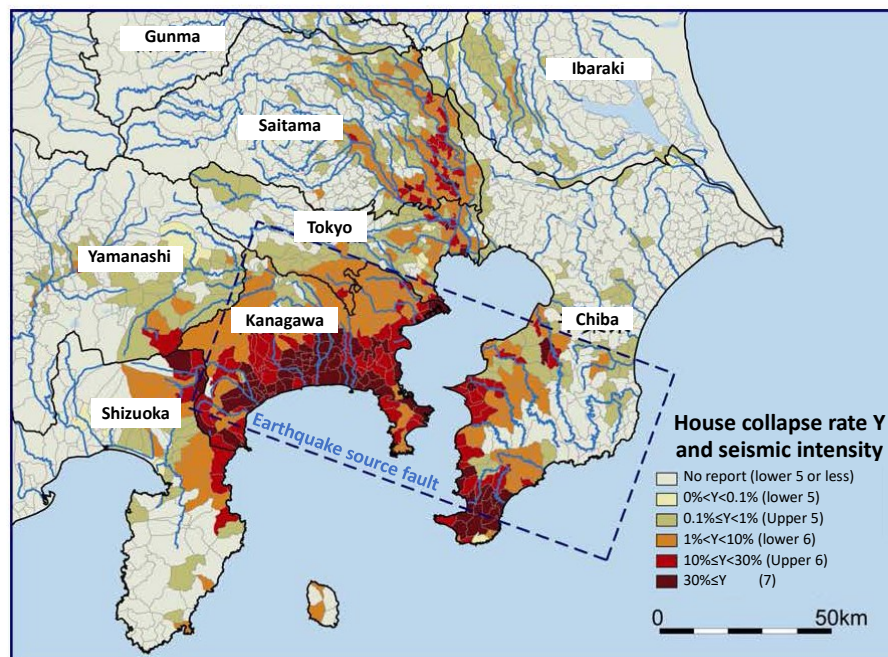 Gunma
Ibaraki
Saitama
Tokyo
Yamanashi
Kanagawa
Chiba
Shizuoka
Earthquake source fault
House collapse rate Y
and seismic intensity
No report (lower 5 or less)
0%<Y<0.1% (lower 5)
0.1%≤Y<1% (Upper 5)
1%<Y<10% (lower 6)
10%≤Y<30% (Upper 6)
30%≤Y (7)
0 50km